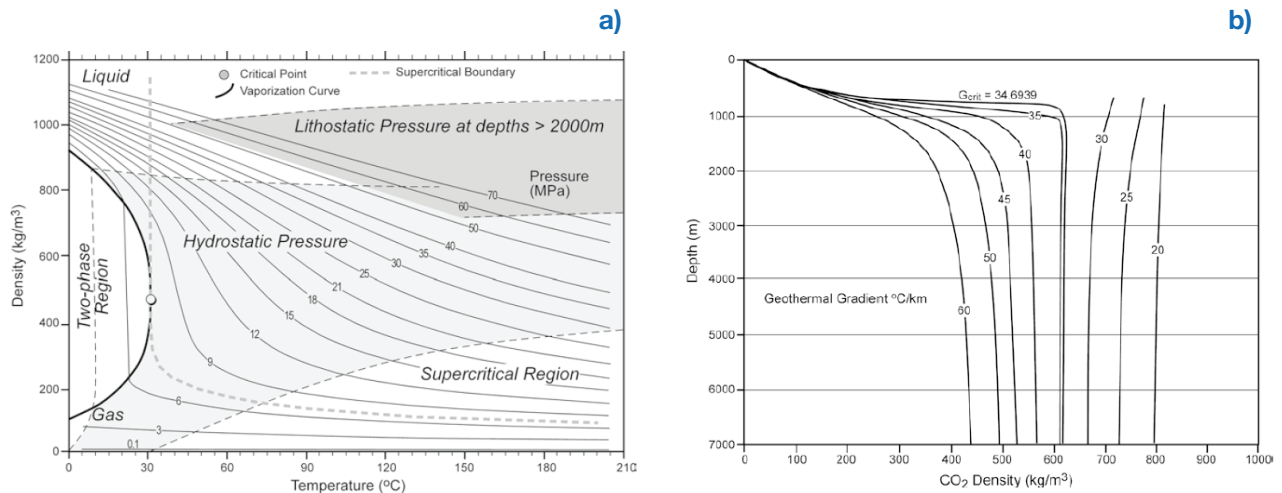 a)
b)
1200
1000
800
600
400
200
0
Density (kg/m3)
Liquid
Critical Point
Vaporization Curve
Supercritical Boundary
Lithostatic Pressure at depths > 2000m
Pressure
(MPa)
70
60
50
40
35
30
25
21
18
15
12
9
6
3
0.1
Hydrostatic Pressure
Two-phase
Region
Supercritical Region
Gas
0 30 60 90 120 150 180 210
Temperature (ºC)
0
1000
2000
3000
4000
5000
6000
7000
Depth (m)
Gcrit = 34 6939
35
30
40
25
45
20
50
60
Geothermal Gradient ºC/km
0 100 200 300 400 500 600 700 800 900 1000
CO2 Density (kg/m3)